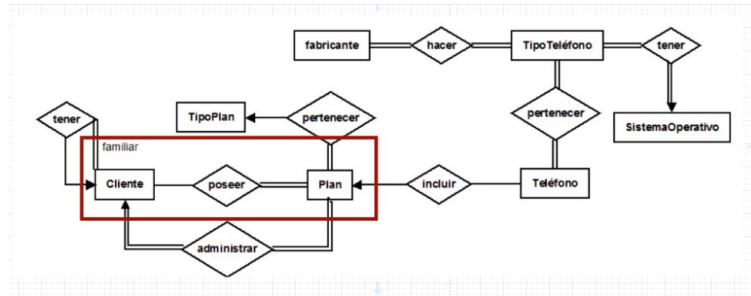 fabricante
hacer
TipoTeléfono
tener
TipoPlan
pertenecer
tener
pertenecer
SistemaOperativo
familiar
Cliente
poseer
Plan
incluir
Teléfono
administrar